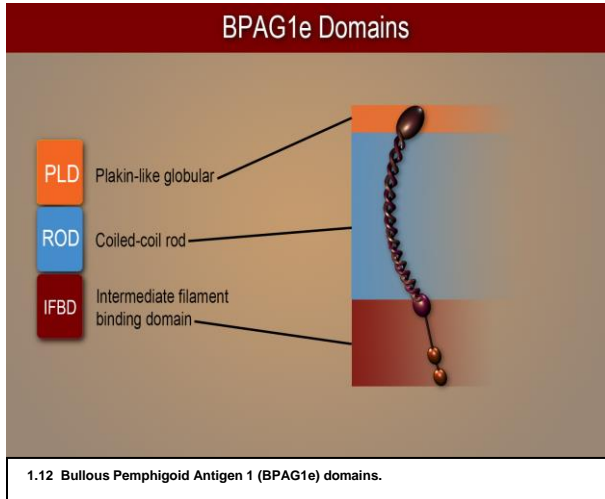 BPAG1e Domains
PLD
Plakin-like globular
ROD
Coiled-coil rod
IFBD
Intermediate filament
binding domain
1.12 Bullous Pemphigoid Antigen 1 (BPAG1e) domains.